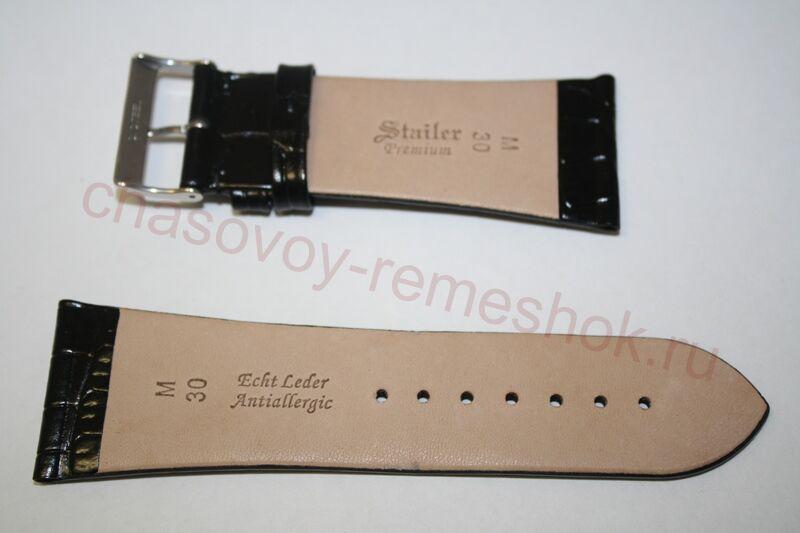 Stailer
Premium
M
30
chasovoy-remeshok.ru
M
30
Echt Leder
Antiallergic